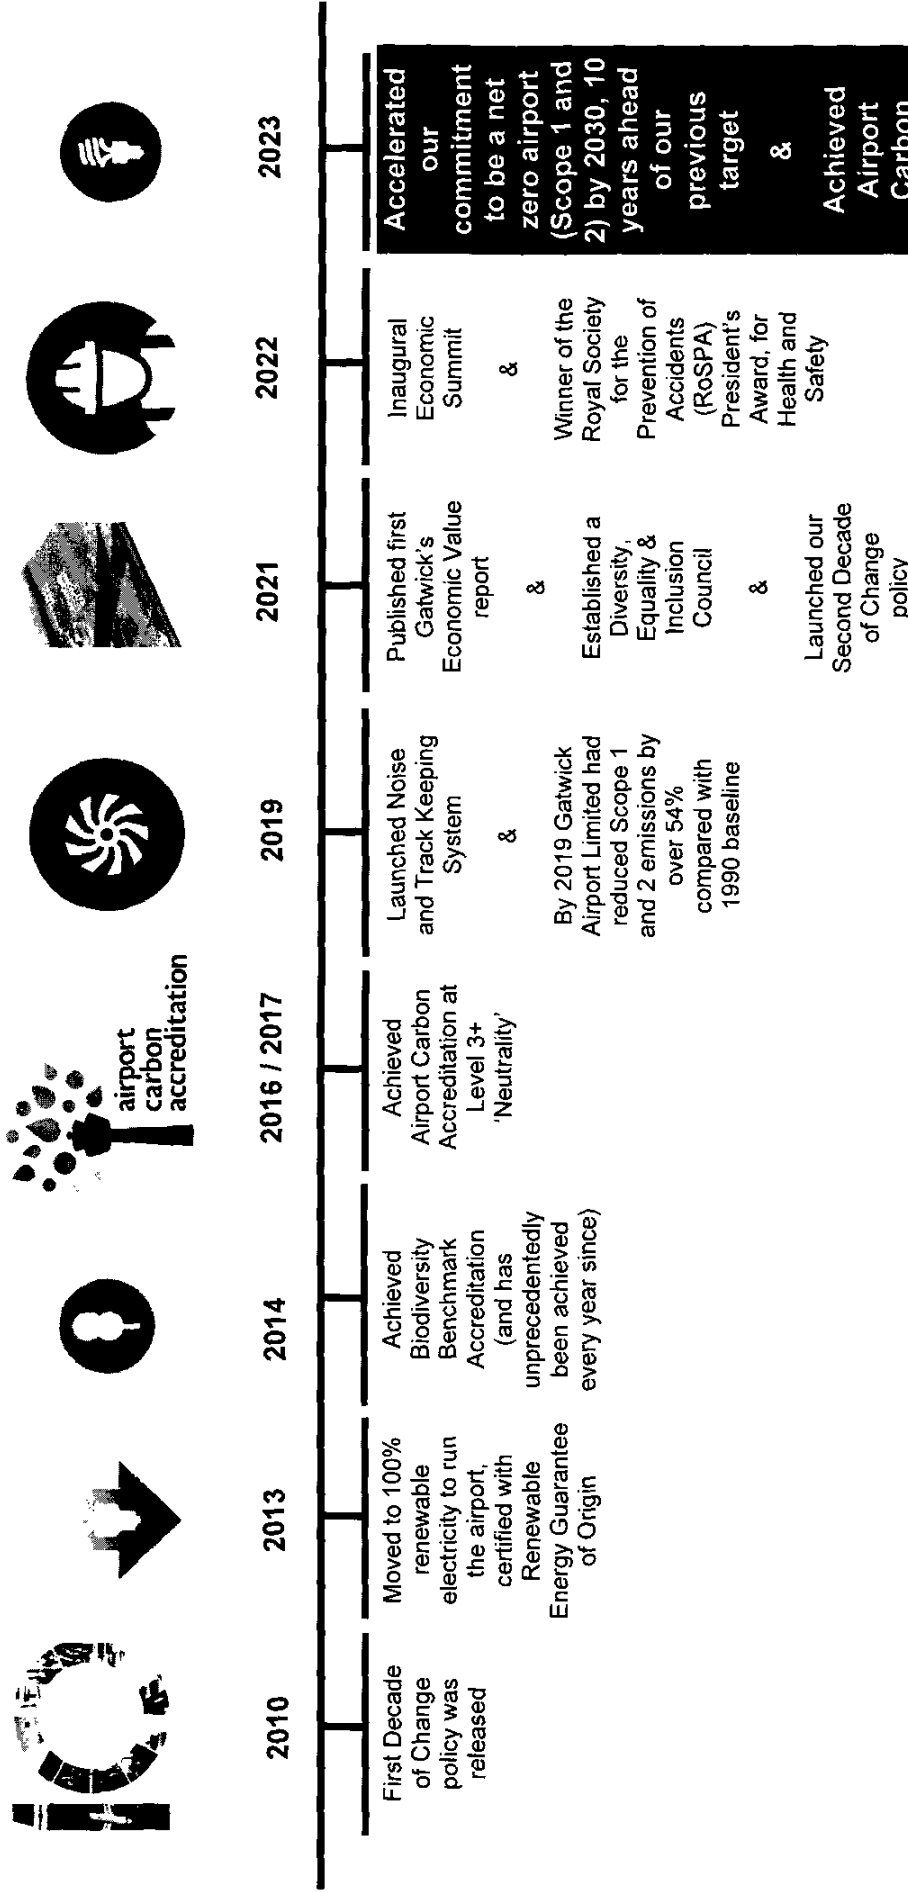 airport
carbon
accreditation
2010
First Decade
of Change
policy was
released
2013
Moved to 100%
renewable
electricity to run
the airport,
certified with
Renewable
Energy Guarantee
of Origin
2014
Achieved
Biodiversity
Benchmark
Accreditation
(and has
unprecedentedly
been achieved
every year since)
2016 / 2017
Achieved
Airport Carbon
Accreditation at
Level 3+
'Neutrality'
2019
Launched Noise
and Track Keeping
System
&
By 2019 Gatwick
Airport Limited had
reduced Scope 1
and 2 emissions by
over 54%
compared with
1990 baseline
2021
Published first
Gatwick's
Economic Value
report
&
Established a
Diversity,
Equality &
Inclusion
Council
&
Launched our
Second Decade
of Change
policy
2022
Inaugural
Economic
Summit
&
Winner of the
Royal Society
for the
Prevention of
Accidents
(RoSPA)
President's
Award, for
Health and
Safety
2023
Accelerated
our
commitment
to be a net
zero airport
(Scope 1 and
2) by 2030, 10
years ahead
of our
previous
target
&
Achieved
Airport
Carbon